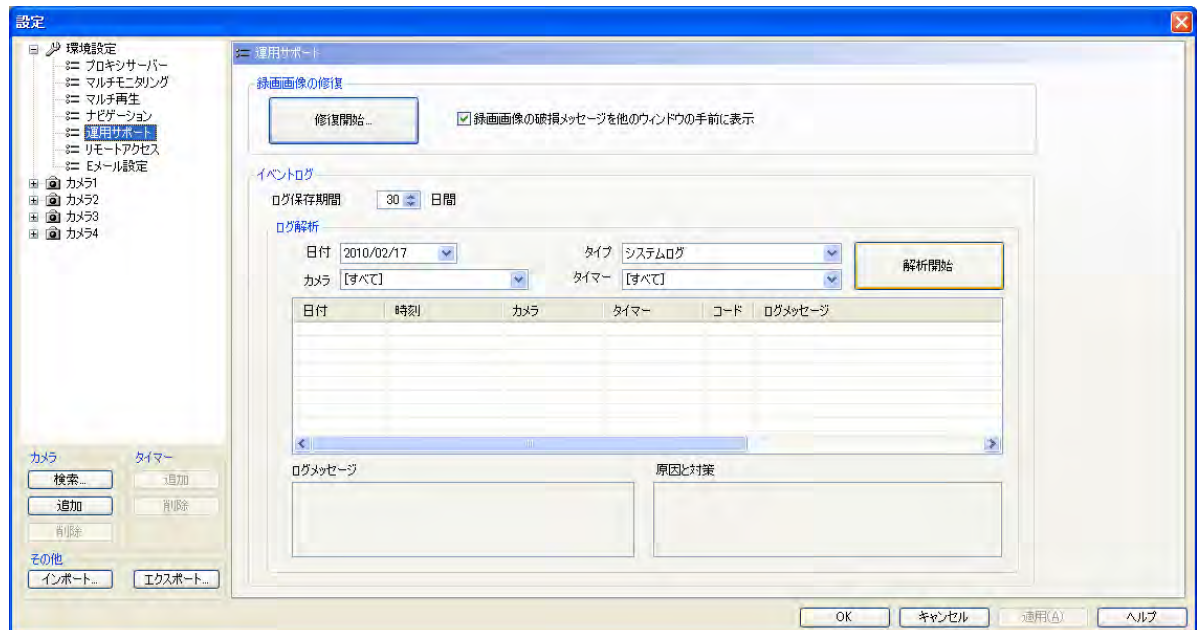 設定
環境設定
プロキシサーバー
マルチモニタリング
マルチ再生
ナビゲーション
運用サポート
リモートアクセス
Eメール設定
カメラ1
カメラ2
カメラ3
カメラ4
カメラ
タイマー
検索...
追加
追加
削除
削除
その他
インポート...
エクスポート...
運用サポート
録画画像の修復
修復開始...
録画画像の破損メッセージを他のウィンドウの手前に表示
イベントログ
ログ保存期間 30 日間
ログ解析
日付 2010/02/17 タイプ システムログ
カメラ [すべて] タイマー [すべて]
解析開始
日付 時刻 カメラ タイマー コード ログメッセージ
ログメッセージ
原因と対策
OK キャンセル 適用(A) ヘルプ